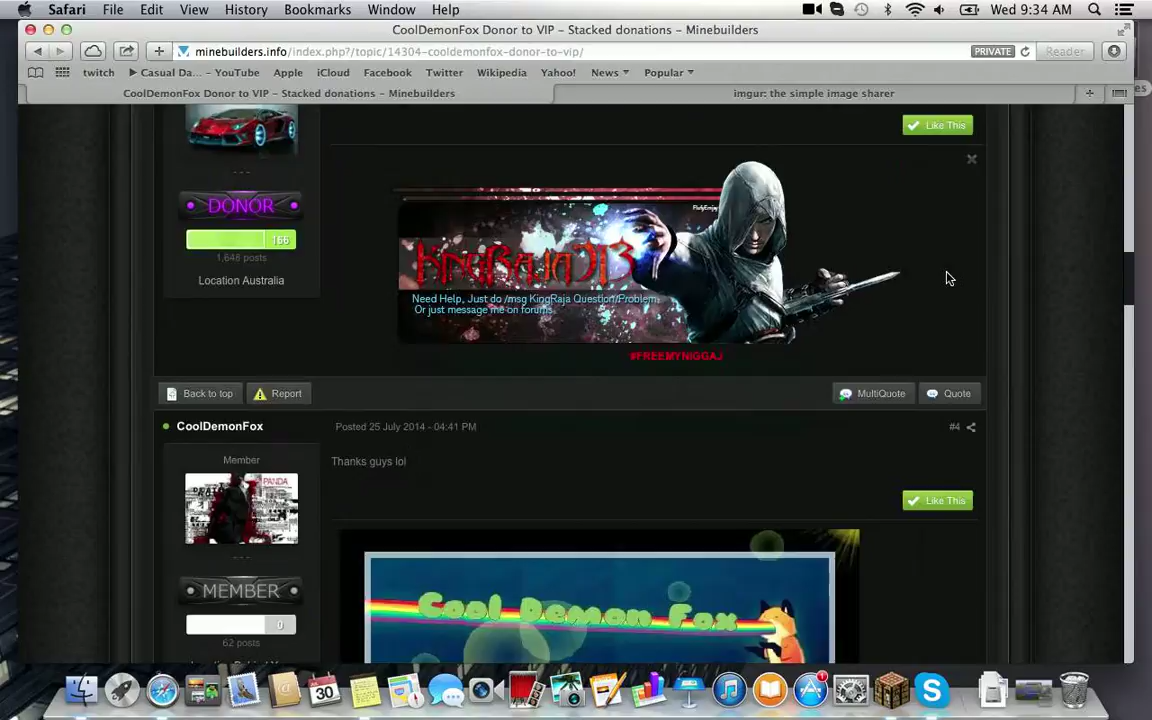 Safari File Edit View History Bookmarks Window Help Wed 9:34 AM
CoolDemonFox Donor to VIP - Stacked donations - Minebuilders
minebuilders.info/index.php?/topic/14304-cooldemonfox-donor-to-vip/ PRIVATE Reader
twitch Casual Da... - YouTube Apple iCloud Facebook Twitter Wikipedia Yahoo! News Popular
CoolDemonFox Donor to VIP - Stacked donations - Minebuilders imgur: the simple image sharer
Like This
DONOR
166
1,648 posts
Location Australia
KingRaja713
Need Help, Just do /msg KingRaja Question/Problem
Or just message me on forums.
#FREEMYNIGGAJ
Back to top Report MultiQuote Quote
CoolDemonFox Posted 25 July 2014 - 04:41 PM #4
Member
Thanks guys lol
PANDA
Like This
MEMBER
0
62 posts
Cool Demon Fox
JUL
30
1